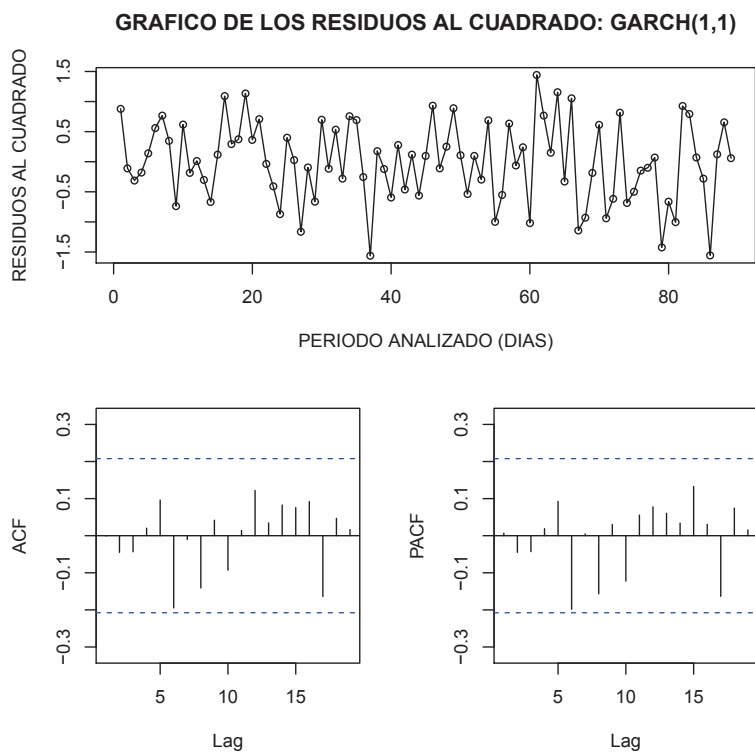 GRAFICO DE LOS RESIDUOS AL CUADRADO: GARCH(1,1)
RESIDUOS AL CUADRADO
1.5
0.5
−0.5
−1.5
0 20 40 60 80
PERIODO ANALIZADO (DIAS)
ACF
0.3
0.1
−0.1
−0.3
5 10 15
Lag
PACF
0.3
0.1
−0.1
−0.3
5 10 15
Lag